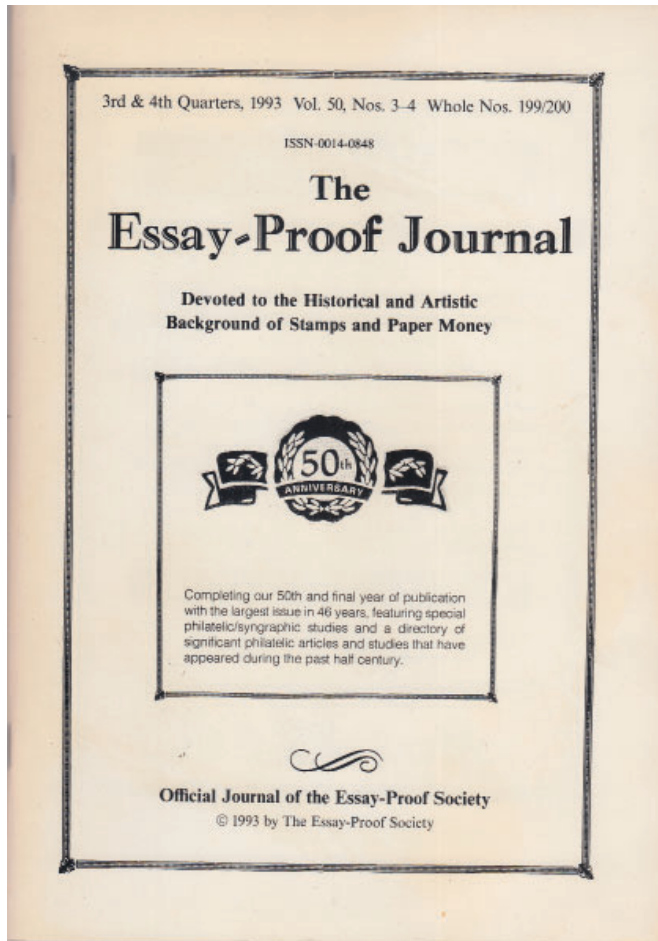 3rd & 4th Quarters, 1993 Vol. 50, Nos. 3–4 Whole Nos. 199/200
ISSN-0014-0848
The
Essay-Proof Journal
Devoted to the Historical and Artistic
Background of Stamps and Paper Money
50th
ANNIVERSARY
Completing our 50th and final year of publication
with the largest issue in 46 years, featuring special
philatelic/syngraphic studies and a directory of
significant philatelic articles and studies that have
appeared during the past half century.
Official Journal of the Essay-Proof Society
© 1993 by The Essay-Proof Society